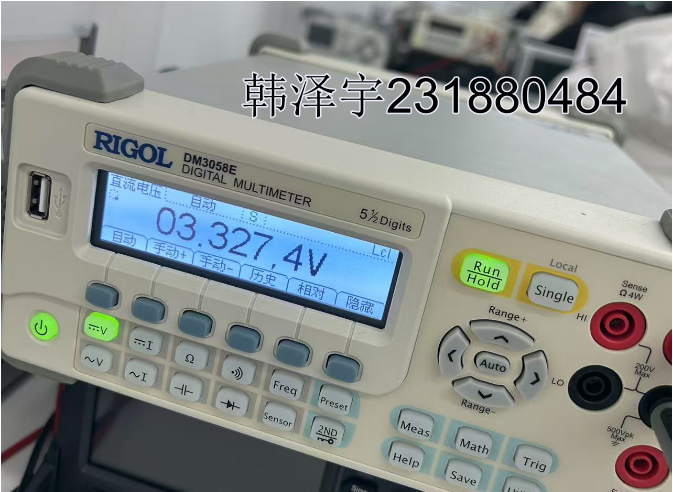 韩泽宇231880484
RIGOL
DM3058E
DIGITAL MULTIMETER
5½ Digits
直流电压 自动 S Lcl
03.327,4V
自动 手动+ 手动- 历史 相对 隐藏
Run
Hold
Local
Single
Range+
Auto
Range-
HI
LO
Sense
Ω 4W
200V
Max
500Vpk
Max
V I Ω Freq Preset
~V ~I Sensor 2ND
Meas Math Trig
Help Save